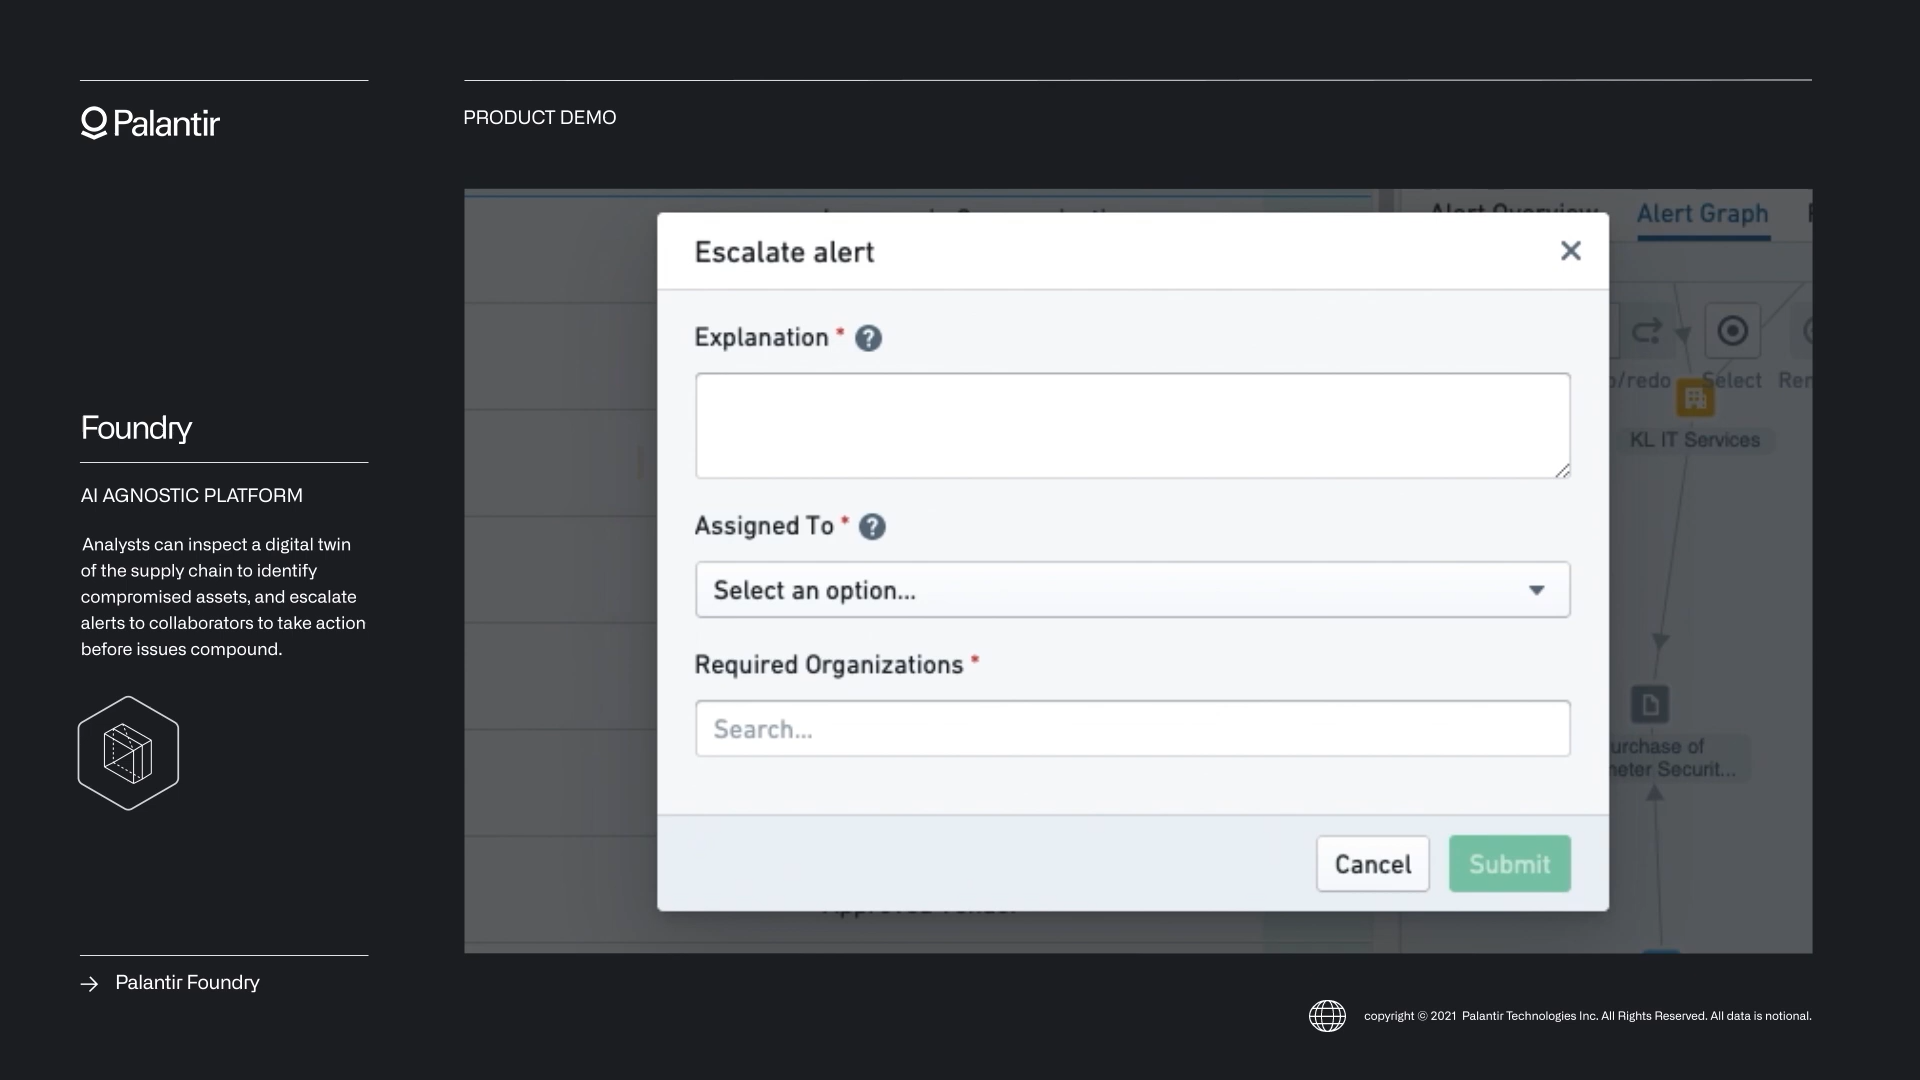 Palantir
PRODUCT DEMO
Foundry
AI AGNOSTIC PLATFORM
Analysts can inspect a digital twin
of the supply chain to identify
compromised assets, and escalate
alerts to collaborators to take action
before issues compound.
Palantir Foundry
Alert Overview
Alert Graph
Escalate alert
Explanation *
Assigned To *
Select an option...
Required Organizations *
Search...
Cancel
Submit
/redo
Select
KL IT Services
of
Securit...
copyright © 2021 Palantir Technologies Inc. All Rights Reserved. All data is notional.